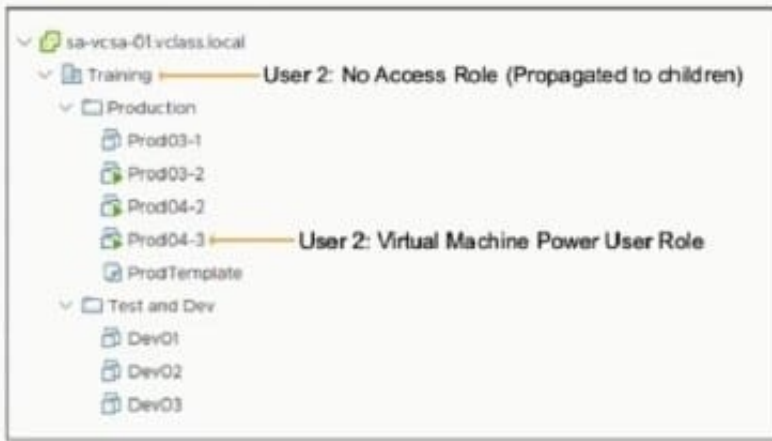 sa-vcsa-01.vclass.local
Training User 2: No Access Role (Propagated to children)
Production
Prod03-1
Prod03-2
Prod04-2
Prod04-3 User 2: Virtual Machine Power User Role
ProdTemplate
Test and Dev
Dev01
Dev02
Dev03